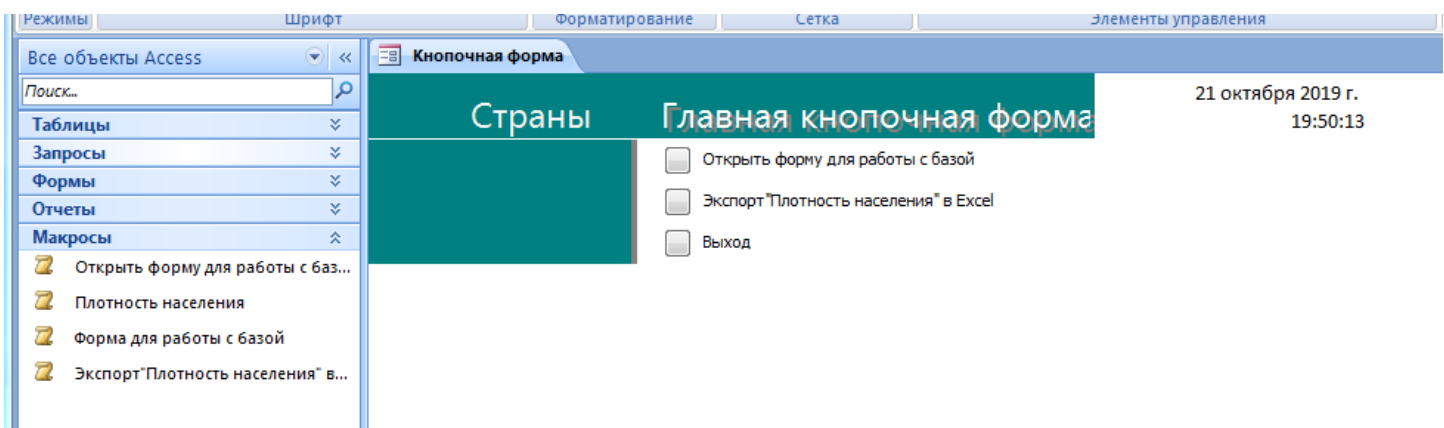 Режимы Шрифт Форматирование Сетка Элементы управления
Все объекты Access
Поиск...
Таблицы
Запросы
Формы
Отчеты
Макросы
Открыть форму для работы с баз...
Плотность населения
Форма для работы с базой
Экспорт"Плотность населения" в...
Кнопочная форма
Страны Главная кнопочная форма
21 октября 2019 г.
19:50:13
Открыть форму для работы с базой
Экспорт"Плотность населения" в Excel
Выход